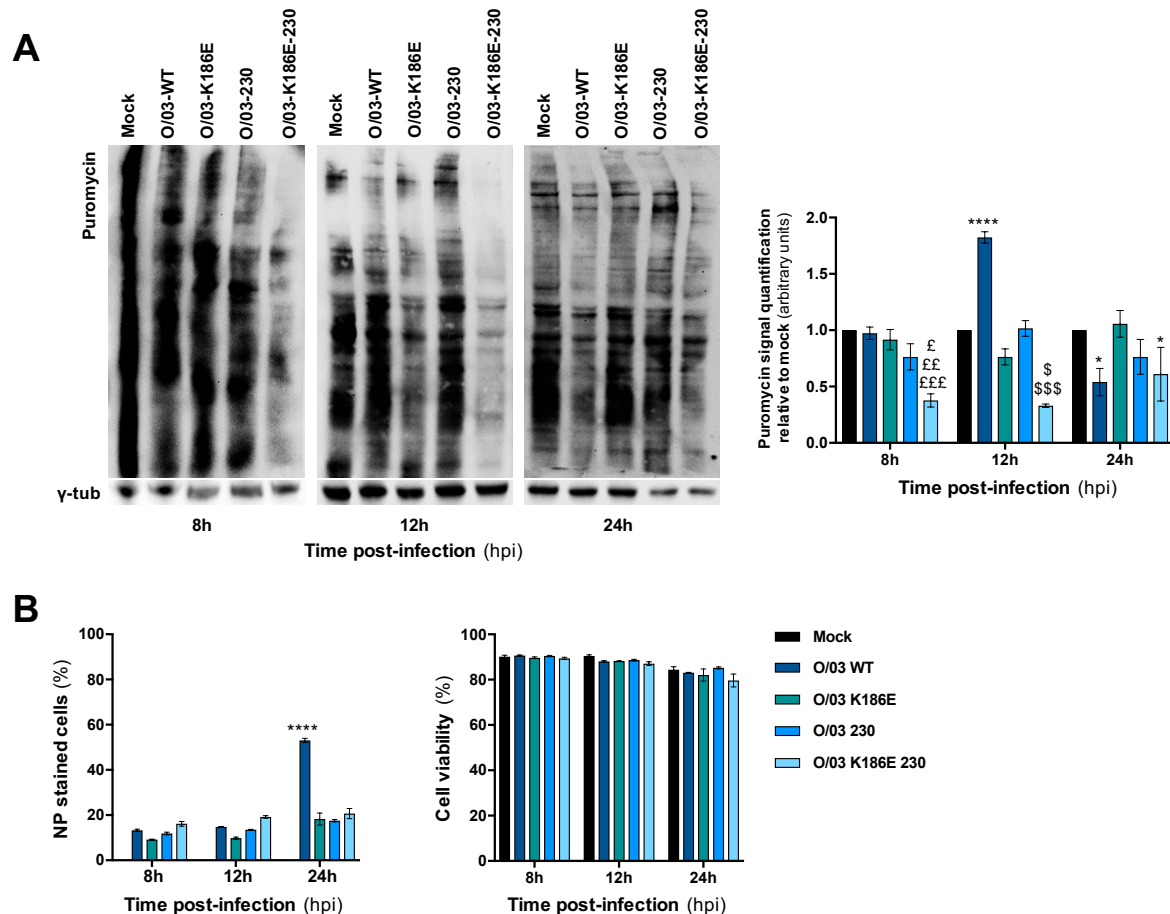 A
Mock
O/03-WT
O/03-K186E
O/03-230
O/03-K186E-230
Mock
O/03-WT
O/03-K186E
O/03-230
O/03-K186E-230
Mock
O/03-WT
O/03-K186E
O/03-230
O/03-K186E-230
Puromycin
γ-tub
8h
12h
24h
Time post-infection (hpi)
Puromycin signal quantification
relative to mock (arbitrary units)
2.0
1.5
1.0
0.5
0.0
£
££
£££
****
$
$$$
*
*
8h
12h
24h
Time post-infection (hpi)
B
NP stained cells (%)
100
80
60
40
20
0
****
8h
12h
24h
Time post-infection (hpi)
Cell viability (%)
100
80
60
40
20
0
8h
12h
24h
Time post-infection (hpi)
Mock
O/03 WT
O/03 K186E
O/03 230
O/03 K186E 230